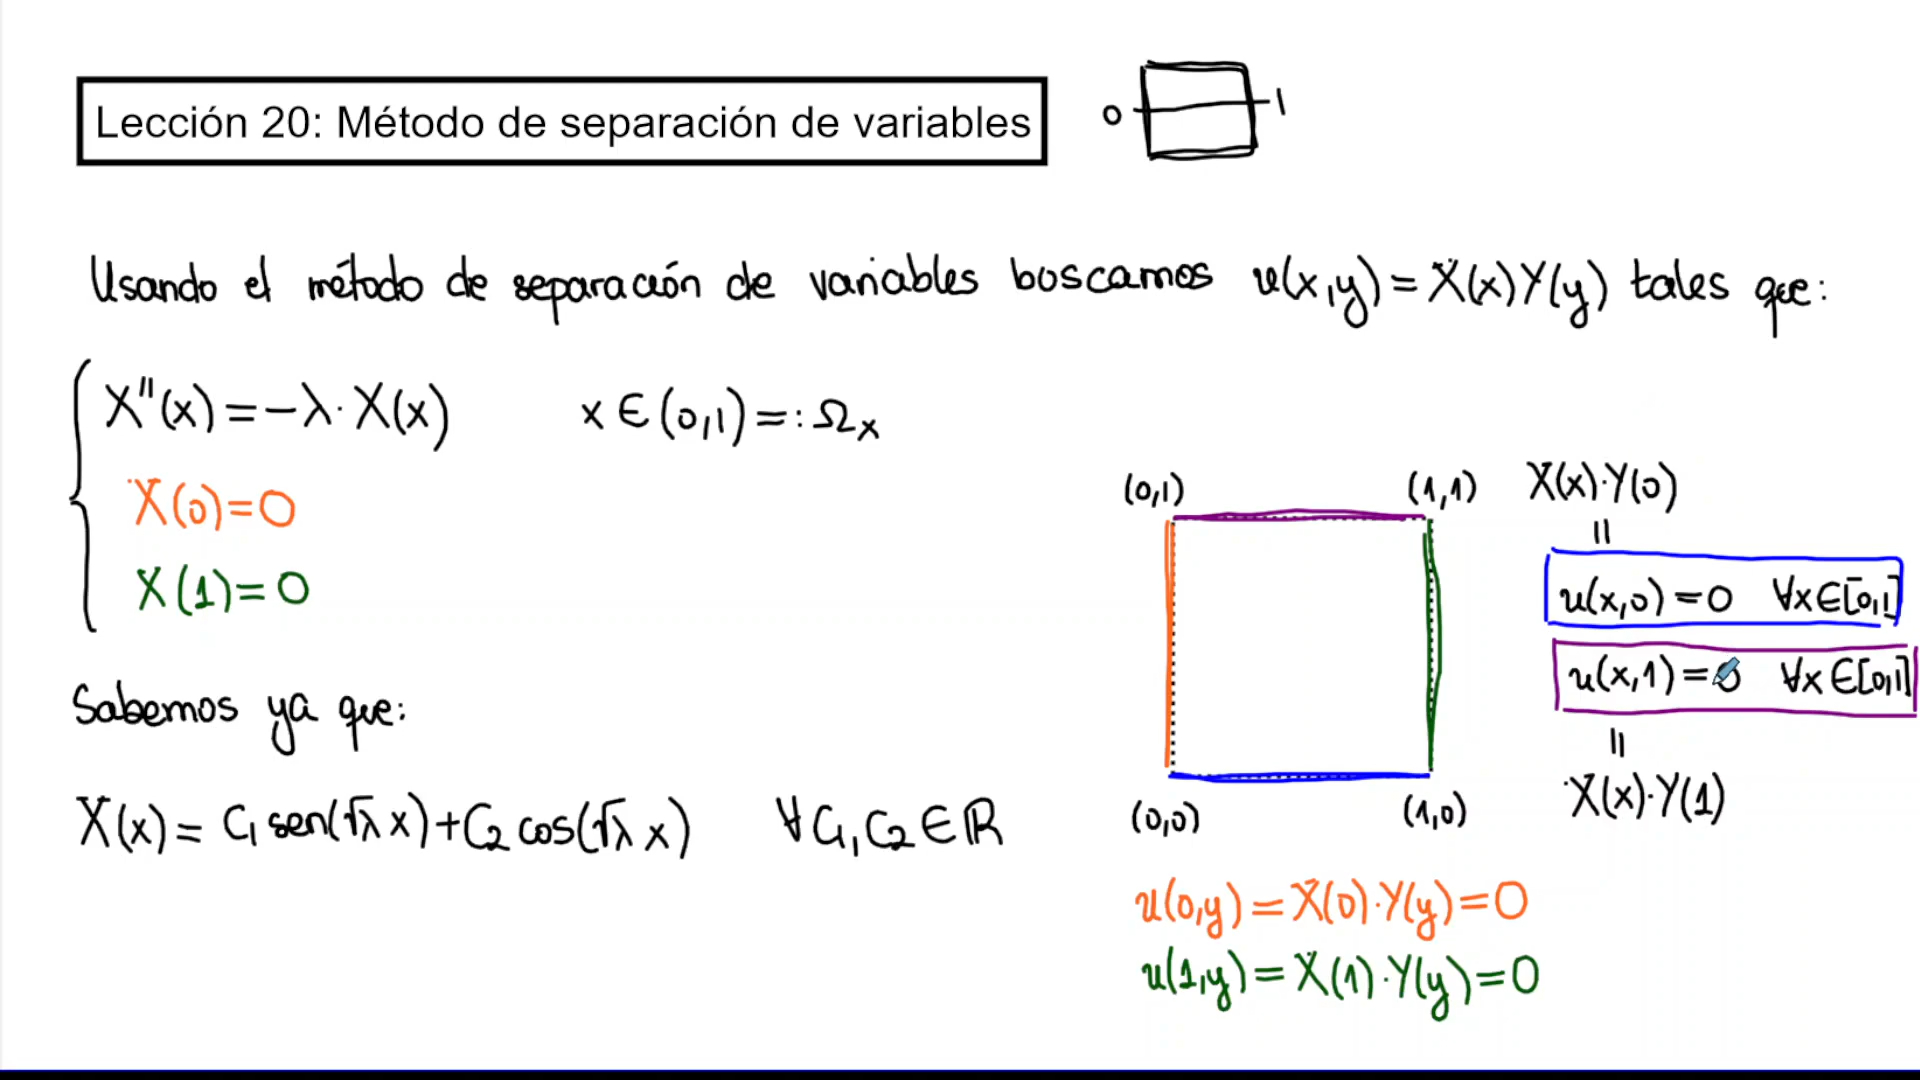 Lección 20: Método de separación de variables
0 1
Usando el método de separación de variables boscamos u(x,y) = X(x)Y(y) tales que:
X''(x) = -λ · X(x) x ∈ (0,1) =: Ωₓ
X(0) = 0
X(1) = 0
Sabemos ya que:
X(x) = C₁ sen(√λ x) + C₂ cos(√λ x) ∀ C₁, C₂ ∈ ℝ
(0,1) (1,1)
(0,0) (1,0)
X(x)·Y(0)
=
u(x,0) = 0 ∀x∈[0,1]
u(x,1) = 0 ∀x∈[0,1]
=
X(x)·Y(1)
u(0,y) = X(0)·Y(y) = 0
u(1,y) = X(1)·Y(y) = 0